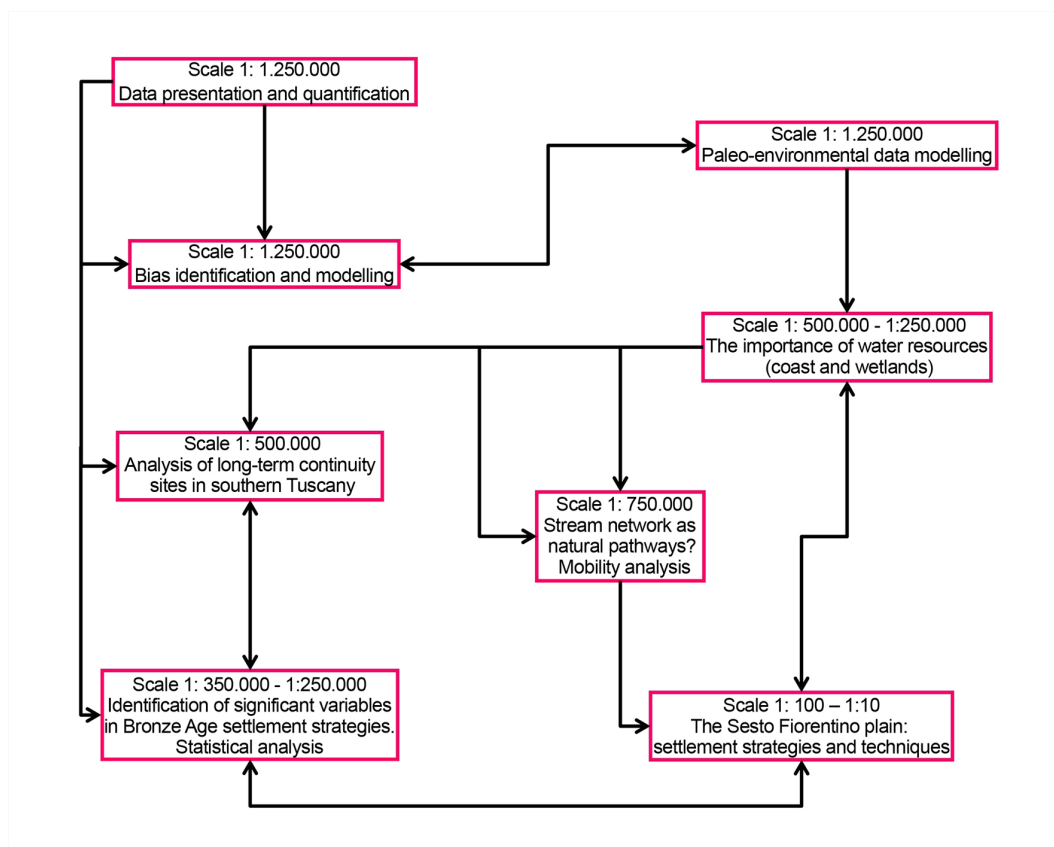 Scale 1: 1.250.000
Data presentation and quantification
Scale 1: 1.250.000
Paleo-environmental data modelling
Scale 1: 1.250.000
Bias identification and modelling
Scale 1: 500.000 - 1:250.000
The importance of water resources
(coast and wetlands)
Scale 1: 500.000
Analysis of long-term continuity
sites in southern Tuscany
Scale 1: 750.000
Stream network as
natural pathways?
Mobility analysis
Scale 1: 350.000 - 1:250.000
Identification of significant variables
in Bronze Age settlement strategies.
Statistical analysis
Scale 1: 100 – 1:10
The Sesto Fiorentino plain:
settlement strategies and techniques